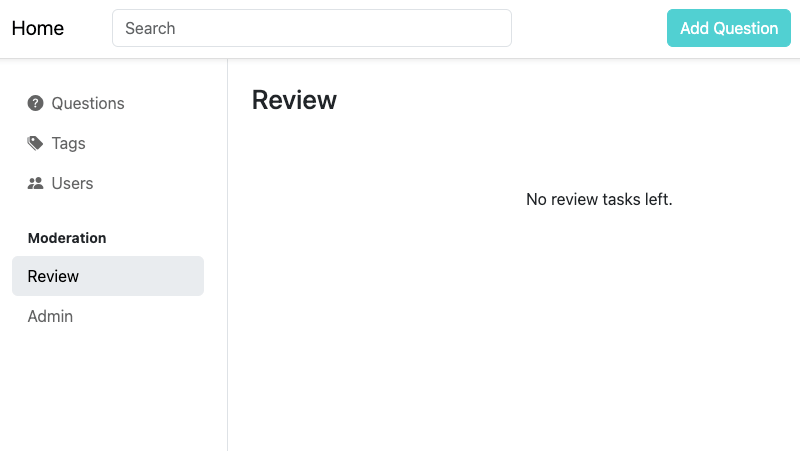 Home
Search
Add Question
Questions
Tags
Users
Moderation
Review
Admin
Review
No review tasks left.